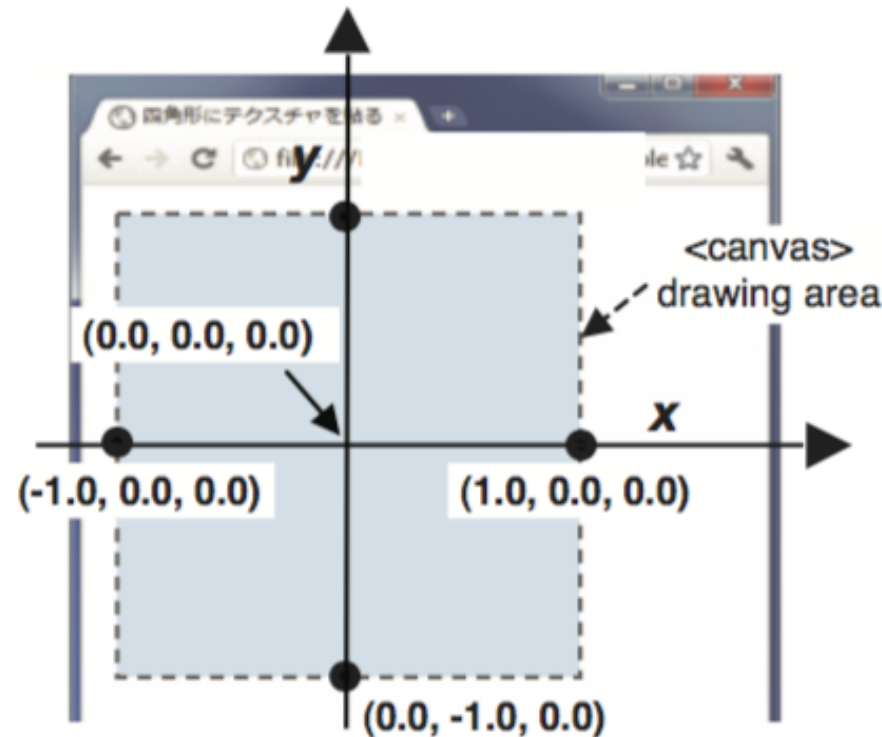 四角形にテクスチャを貼る
y
<canvas>
drawing area
(0.0, 0.0, 0.0)
x
(-1.0, 0.0, 0.0)
(1.0, 0.0, 0.0)
(0.0, -1.0, 0.0)